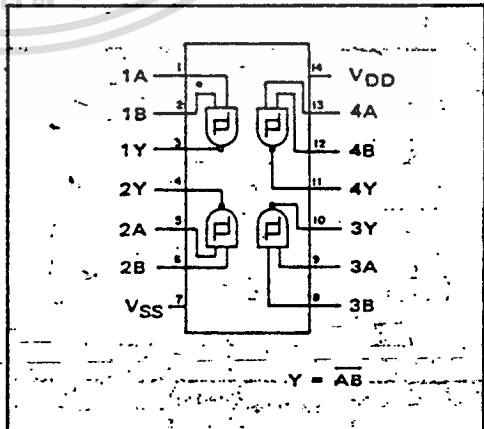 1A 1 14 VDD
1B 2 13 4A
1Y 3 12 4B
2Y 4 11 4Y
2A 5 10 3Y
2B 6 9 3A
VSS 7 8 3B
Y = \overline{AB}